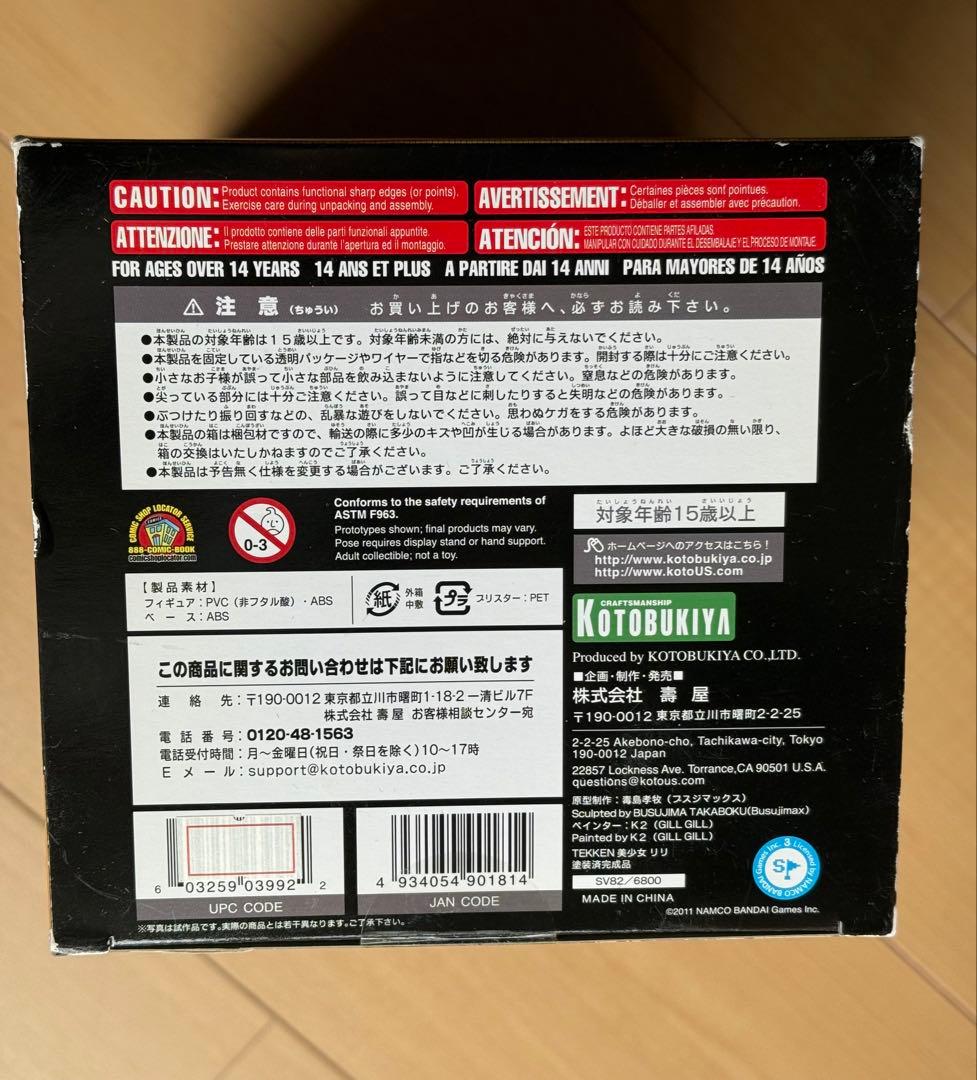 CAUTION: Product contains functional sharp edges (or points).
Exercise care during unpacking and assembly.
AVERTISSEMENT: Certaines pièces sont pointues.
Déballer et assembler avec précaution.
ATTENZIONE: Il prodotto contiene delle parti funzionali appuntite.
Prestare attenzione durante l'apertura ed il montaggio.
ATENCIÓN: ESTE PRODUCTO CONTIENE PARTES AFILADAS.
MANIPULAR CON CUIDADO DURANTE EL DESEMBALAJE Y EL PROCESO DE MONTAJE.
FOR AGES OVER 14 YEARS 14 ANS ET PLUS A PARTIRE DAI 14 ANNI PARA MAYORES DE 14 AÑOS
⚠注意(ちゅうい) お買い上げのお客様へ、必ずお読み下さい。
●本製品の対象年齢は15歳以上です。対象年齢未満の方には、絶対に与えないでください。
●本製品を固定している透明パッケージやワイヤーで指などを切る危険があります。開封する際は十分にご注意ください。
●小さなお子様が誤って小さな部品を飲み込まないように注意してください。窒息などの危険があります。
●尖っている部分には十分ご注意ください。誤って目などに刺したりすると失明などの危険があります。
●ぶつけたり振り回すなどの、乱暴な遊びをしないでください。思わぬケガをする危険があります。
●本製品の箱は梱包材ですので、輸送の際に多少のキズや凹が生じる場合があります。よほど大きな破損の無い限り、
箱の交換はいたしかねますのでご了承ください。
●本製品は予告無く仕様を変更する場合がございます。ご了承ください。
COMIC SHOP LOCATOR SERVICE
COMICS
888-COMIC-BOOK
comicshoplocator.com
0-3
Conforms to the safety requirements of
ASTM F963.
Prototypes shown; final products may vary.
Pose requires display stand or hand support.
Adult collectible; not a toy.
たいしょうねんれい さいいじょう
対象年齢15歳以上
ホームページへのアクセスはこちら!
http://www.kotobukiya.co.jp
http://www.kotoUS.com
【製品素材】
フィギュア:PVC(非フタル酸)・ABS
ベース:ABS
紙 外箱
中敷
プラ ブリスター:PET
CRAFTSMANSHIP
KOTOBUKIYA
Produced by KOTOBUKIYA CO.,LTD.
■企画・制作・発売■
株式会社 壽屋
〒190-0012 東京都立川市曙町2-2-25
2-2-25 Akebono-cho, Tachikawa-city, Tokyo
190-0012 Japan
22857 Lockness Ave. Torrance,CA 90501 U.S.A.
questions@kotous.com
この商品に関するお問い合わせは下記にお願い致します
連絡先:〒190-0012 東京都立川市曙町1-18-2 一清ビル7F
株式会社 壽屋 お客様相談センター宛
電話番号:0120-48-1563
電話受付時間:月〜金曜日(祝日・祭日を除く)10〜17時
Eメール:support@kotobukiya.co.jp
原型制作:毒島孝牧(ブスジマックス)
Sculpted by BUSUJIMA TAKABOKU(Busujimax)
ペインター:K2(GILL GILL)
Painted by K2(GILL GILL)
TEKKEN 美少女 リリ
塗装済完成品
SV82/6800
MADE IN CHINA
Licensed by NAMCO BANDAI Games Inc. 3
©2011 NAMCO BANDAI Games Inc.
6 03259 03992 2
UPC CODE
4 934054 901814
JAN CODE
※写真は試作品です。実際の商品とは若干異なります。ご了承下さい。